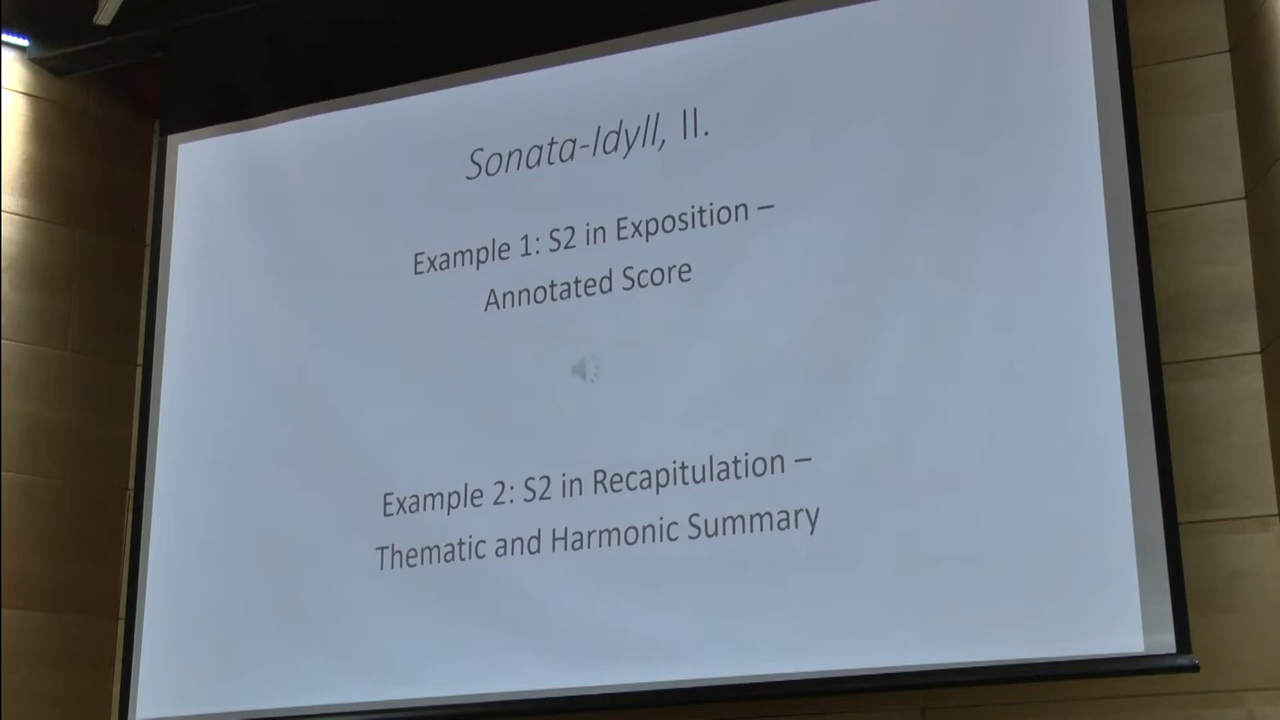 Sonata-Idyll, II.
Example 1: S2 in Exposition –
Annotated Score
Example 2: S2 in Recapitulation –
Thematic and Harmonic Summary